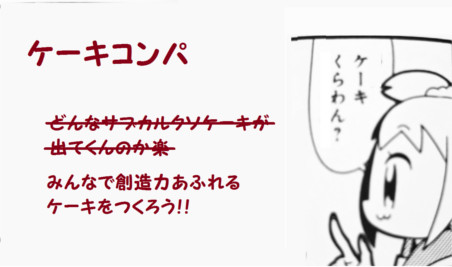 ケーキコンパ
どんなサブカルクソケーキが
出てくんのか楽
みんなで創造力あふれる
ケーキをつくろう!!
ケーキ
くらわん?